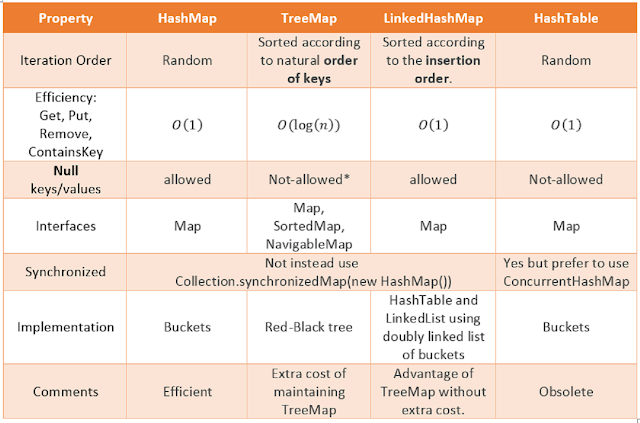 Property HashMap TreeMap LinkedHashMap HashTable
Iteration Order Random Sorted according to natural order of keys Sorted according to the insertion order. Random
Efficiency: Get, Put, Remove, ContainsKey O(1) O(log(n)) O(1) O(1)
Null keys/values allowed Not-allowed* allowed Not-allowed
Interfaces Map Map, SortedMap, NavigableMap Map Map
Synchronized Not instead use Collection.synchronizedMap(new HashMap()) Yes but prefer to use ConcurrentHashMap
Implementation Buckets Red-Black tree HashTable and LinkedList using doubly linked list of buckets Buckets
Comments Efficient Extra cost of maintaining TreeMap Advantage of TreeMap without extra cost. Obsolete